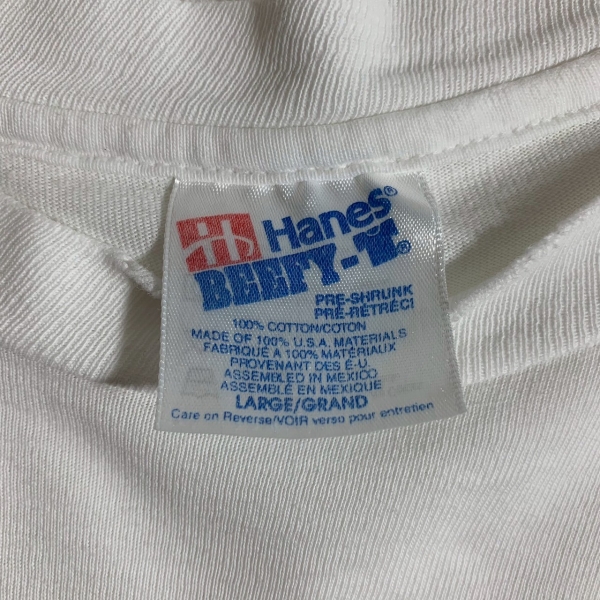 Hanes®
BEEFY-T®
PRE-SHRUNK
PRE-RÉTRÉCI
100% COTTON/COTON
MADE OF 100% U.S.A. MATERIALS
FABRIQUÉ A 100% MATÉRIAUX
PROVENANT DES É-U.
ASSEMBLED IN MEXICO
ASSEMBLÉ EN MEXIQUE
LARGE/GRAND
Care on Reverse/VOIR verso pour entretien